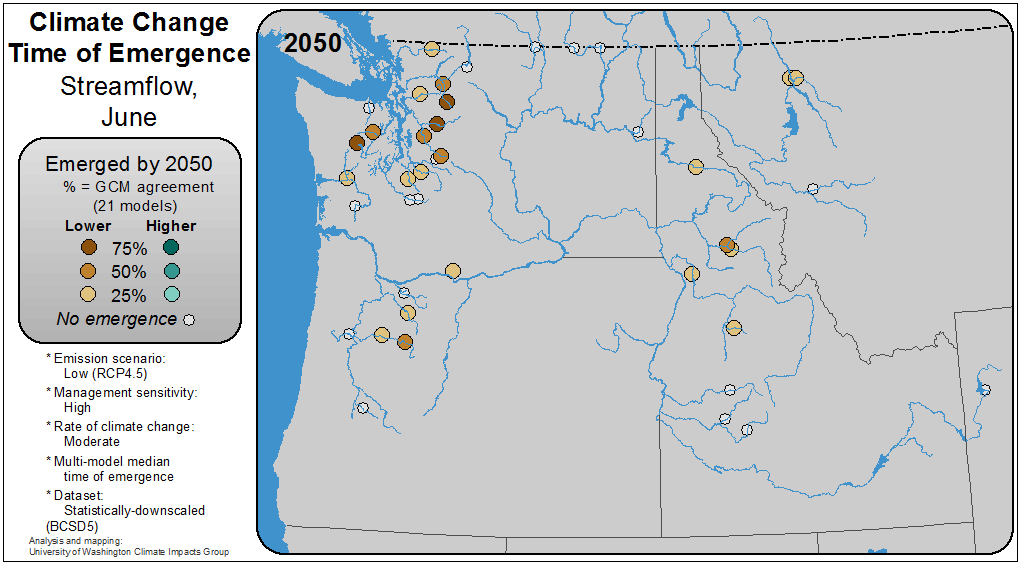 Climate Change
Time of Emergence
Streamflow,
June
2050
Emerged by 2050
% = GCM agreement
(21 models)
Lower Higher
75%
50%
25%
No emergence
* Emission scenario:
Low (RCP4.5)
* Management sensitivity:
High
* Rate of climate change:
Moderate
* Multi-model median
time of emergence
* Dataset:
Statistically-downscaled
(BCSD5)
Analysis and mapping:
University of Washington Climate Impacts Group